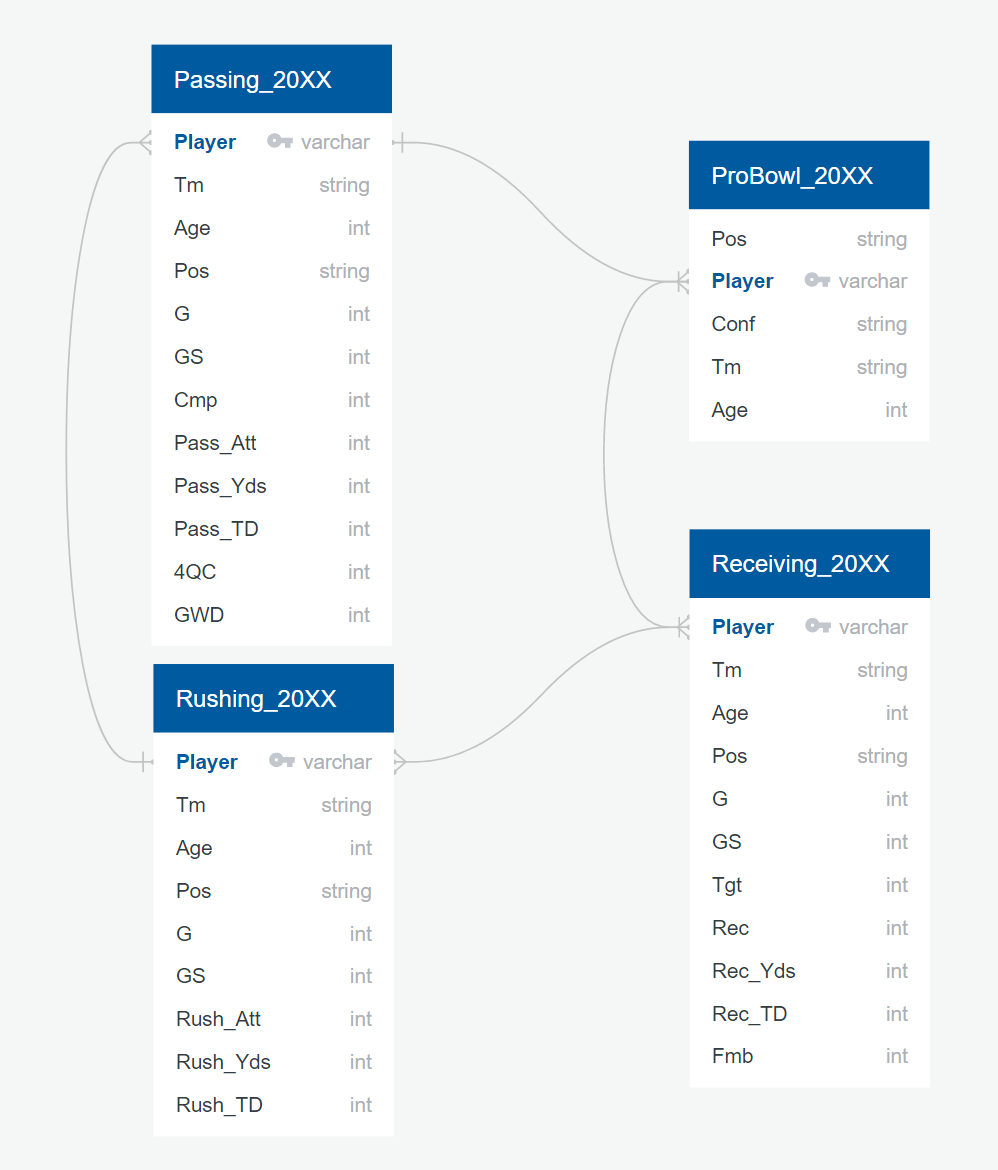 Passing_20XX
Player varchar
Tm string
Age int
Pos string
G int
GS int
Cmp int
Pass_Att int
Pass_Yds int
Pass_TD int
4QC int
GWD int
Rushing_20XX
Player varchar
Tm string
Age int
Pos string
G int
GS int
Rush_Att int
Rush_Yds int
Rush_TD int
ProBowl_20XX
Pos string
Player varchar
Conf string
Tm string
Age int
Receiving_20XX
Player varchar
Tm string
Age int
Pos string
G int
GS int
Tgt int
Rec int
Rec_Yds int
Rec_TD int
Fmb int